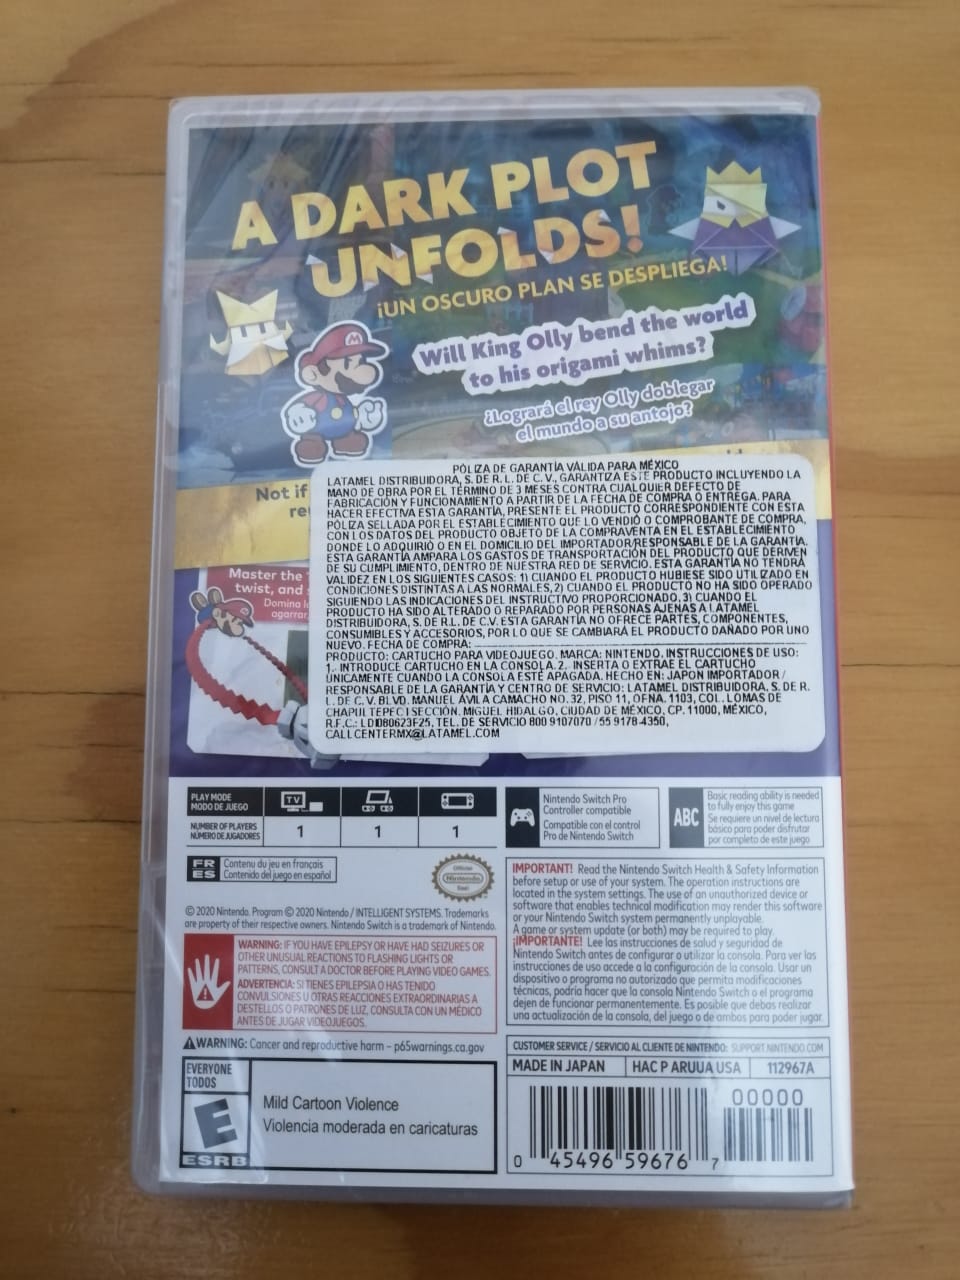 A DARK PLOT
UNFOLDS!
¡UN OSCURO PLAN SE DESPLIEGA!
Will King Olly bend the world
to his origami whims?
¿Logrará el rey Olly doblegar
el mundo a su antojo?
Not if
Master the
twist, and
Domina
agarrar,
PÓLIZA DE GARANTÍA VÁLIDA PARA MÉXICO
LATAMEL DISTRIBUIDORA, S. DE R. L. DE C. V., GARANTIZA ESTE PRODUCTO INCLUYENDO LA
MANO DE OBRA POR EL TÉRMINO DE 3 MESES CONTRA CUALQUIER DEFECTO DE
FABRICACIÓN Y FUNCIONAMIENTO A PARTIR DE LA FECHA DE COMPRA O ENTREGA. PARA
HACER EFECTIVA ESTA GARANTÍA, PRESENTE EL PRODUCTO CORRESPONDIENTE CON ESTA
PÓLIZA SELLADA POR EL ESTABLECIMIENTO QUE LO VENDIÓ O COMPROBANTE DE COMPRA,
CON LOS DATOS DEL PRODUCTO OBJETO DE LA COMPRAVENTA EN EL ESTABLECIMIENTO
DONDE LO ADQUIRIÓ O EN EL DOMICILIO DEL IMPORTADOR/RESPONSABLE DE LA GARANTÍA.
ESTA GARANTÍA AMPARA LOS GASTOS DE TRANSPORTACIÓN DEL PRODUCTO QUE DERIVEN
DE SU CUMPLIMIENTO, DENTRO DE NUESTRA RED DE SERVICIO. ESTA GARANTÍA NO TENDRÁ
VALIDEZ EN LOS SIGUIENTES CASOS: 1) CUANDO EL PRODUCTO HUBIESE SIDO UTILIZADO EN
CONDICIONES DISTINTAS A LAS NORMALES, 2) CUANDO EL PRODUCTO NO HA SIDO OPERADO
SIGUIENDO LAS INDICACIONES DEL INSTRUCTIVO PROPORCIONADO, 3) CUANDO EL
PRODUCTO HA SIDO ALTERADO O REPARADO POR PERSONAS AJENAS A LATAMEL
DISTRIBUIDORA, S. DE R.L. DE C.V. ESTA GARANTÍA NO OFRECE PARTES, COMPONENTES,
CONSUMIBLES Y ACCESORIOS, POR LO QUE SE CAMBIARÁ EL PRODUCTO DAÑADO POR UNO
NUEVO. FECHA DE COMPRA:
PRODUCTO: CARTUCHO PARA VIDEOJUEGO. MARCA: NINTENDO. INSTRUCCIONES DE USO:
1.- INTRODUCE CARTUCHO EN LA CONSOLA. 2.- INSERTA O EXTRAE EL CARTUCHO
ÚNICAMENTE CUANDO LA CONSOLA ESTÉ APAGADA. HECHO EN: JAPON IMPORTADOR /
RESPONSABLE DE LA GARANTÍA Y CENTRO DE SERVICIO: LATAMEL DISTRIBUIDORA. S. DE R.
L. DE C. V. BLVD. MANUEL ÁVILA CAMACHO NO. 32, PISO 11, OFNA. 1103, COL. LOMAS DE
CHAPULTEPEC I SECCIÓN. MIGUEL HIDALGO, CIUDAD DE MÉXICO, CP. 11000, MÉXICO,
R.F.C.: LDI080623F25, TEL. DE SERVICIO 800 9107070 / 55 9178-4350,
CALLCENTERMX@LATAMEL.COM
PLAY MODE
MODO DE JUEGO
TV
NUMBER OF PLAYERS
NÚMERO DE JUGADORES
1 1 1
Nintendo Switch Pro
Controller compatible
Compatible con el control
Pro de Nintendo Switch
ABC
Basic reading ability is needed
to fully enjoy this game
Se requiere un nivel de lectura
básico para poder disfrutar
por completo de este juego
FR Contenu du jeu en français
ES Contenido del juego en español
Official
Nintendo
Seal
© 2020 Nintendo. Program © 2020 Nintendo / INTELLIGENT SYSTEMS. Trademarks
are property of their respective owners. Nintendo Switch is a trademark of Nintendo.
WARNING: IF YOU HAVE EPILEPSY OR HAVE HAD SEIZURES OR
OTHER UNUSUAL REACTIONS TO FLASHING LIGHTS OR
PATTERNS, CONSULT A DOCTOR BEFORE PLAYING VIDEO GAMES.
ADVERTENCIA: SI TIENES EPILEPSIA O HAS TENIDO
CONVULSIONES U OTRAS REACCIONES EXTRAORDINARIAS A
DESTELLOS O PATRONES DE LUZ, CONSULTA CON UN MÉDICO
ANTES DE JUGAR VIDEOJUEGOS.
WARNING: Cancer and reproductive harm – p65warnings.ca.gov
IMPORTANT! Read the Nintendo Switch Health & Safety Information
before setup or use of your system. The operation instructions are
located in the system settings. The use of an unauthorized device or
software that enables technical modification may render this software
or your Nintendo Switch system permanently unplayable.
A game or system update (or both) may be required to play.
¡IMPORTANTE! Lee las instrucciones de salud y seguridad de
Nintendo Switch antes de configurar o utilizar la consola. Para ver las
instrucciones de uso accede a la configuración de la consola. Usar un
dispositivo o programa no autorizado que permita modificaciones
técnicas, podría hacer que la consola Nintendo Switch o el programa
dejen de funcionar permanentemente. Es posible que debas realizar
una actualización de la consola, del juego o de ambos para poder jugar.
CUSTOMER SERVICE / SERVICIO AL CLIENTE DE NINTENDO: SUPPORT.NINTENDO.COM
MADE IN JAPAN HAC P ARUUA USA 112967A
EVERYONE
TODOS
E
ESRB
Mild Cartoon Violence
Violencia moderada en caricaturas
00000
0 45496 59676 7